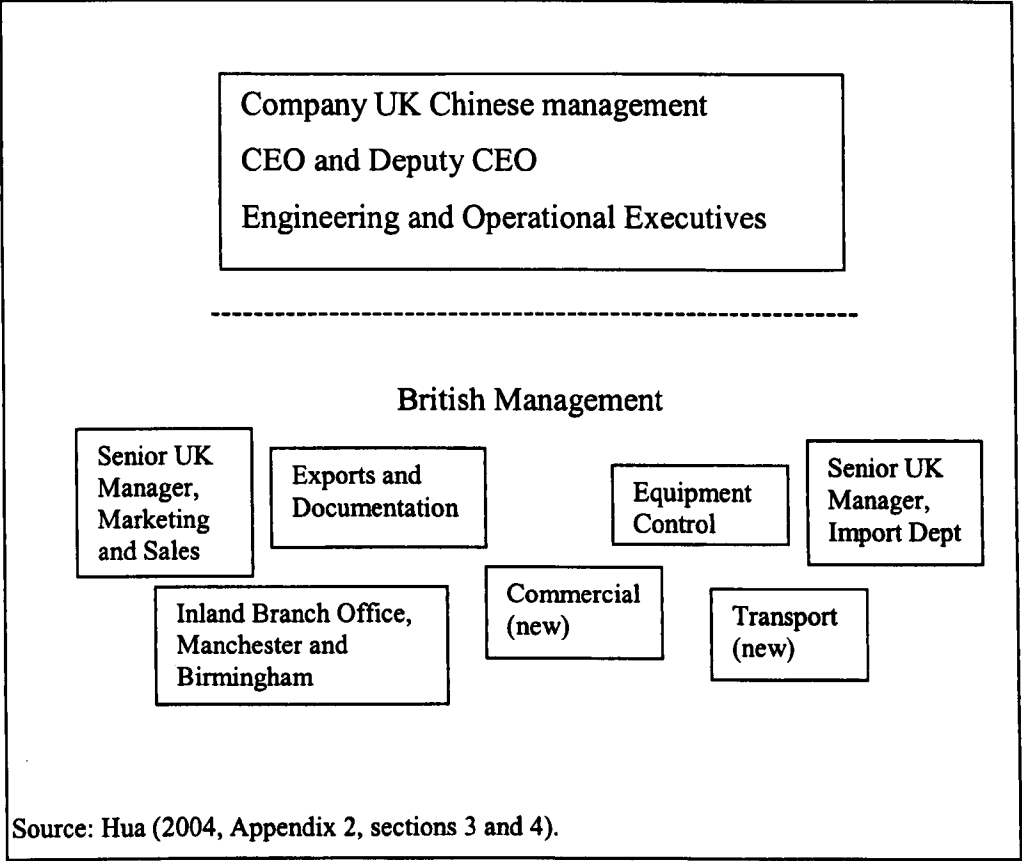 Company UK Chinese management
CEO and Deputy CEO
Engineering and Operational Executives
British Management
Senior UK
Manager,
Marketing
and Sales
Exports and
Documentation
Equipment
Control
Senior UK
Manager,
Import Dept
Inland Branch Office,
Manchester and
Birmingham
Commercial
(new)
Transport
(new)
Source: Hua (2004, Appendix 2, sections 3 and 4).